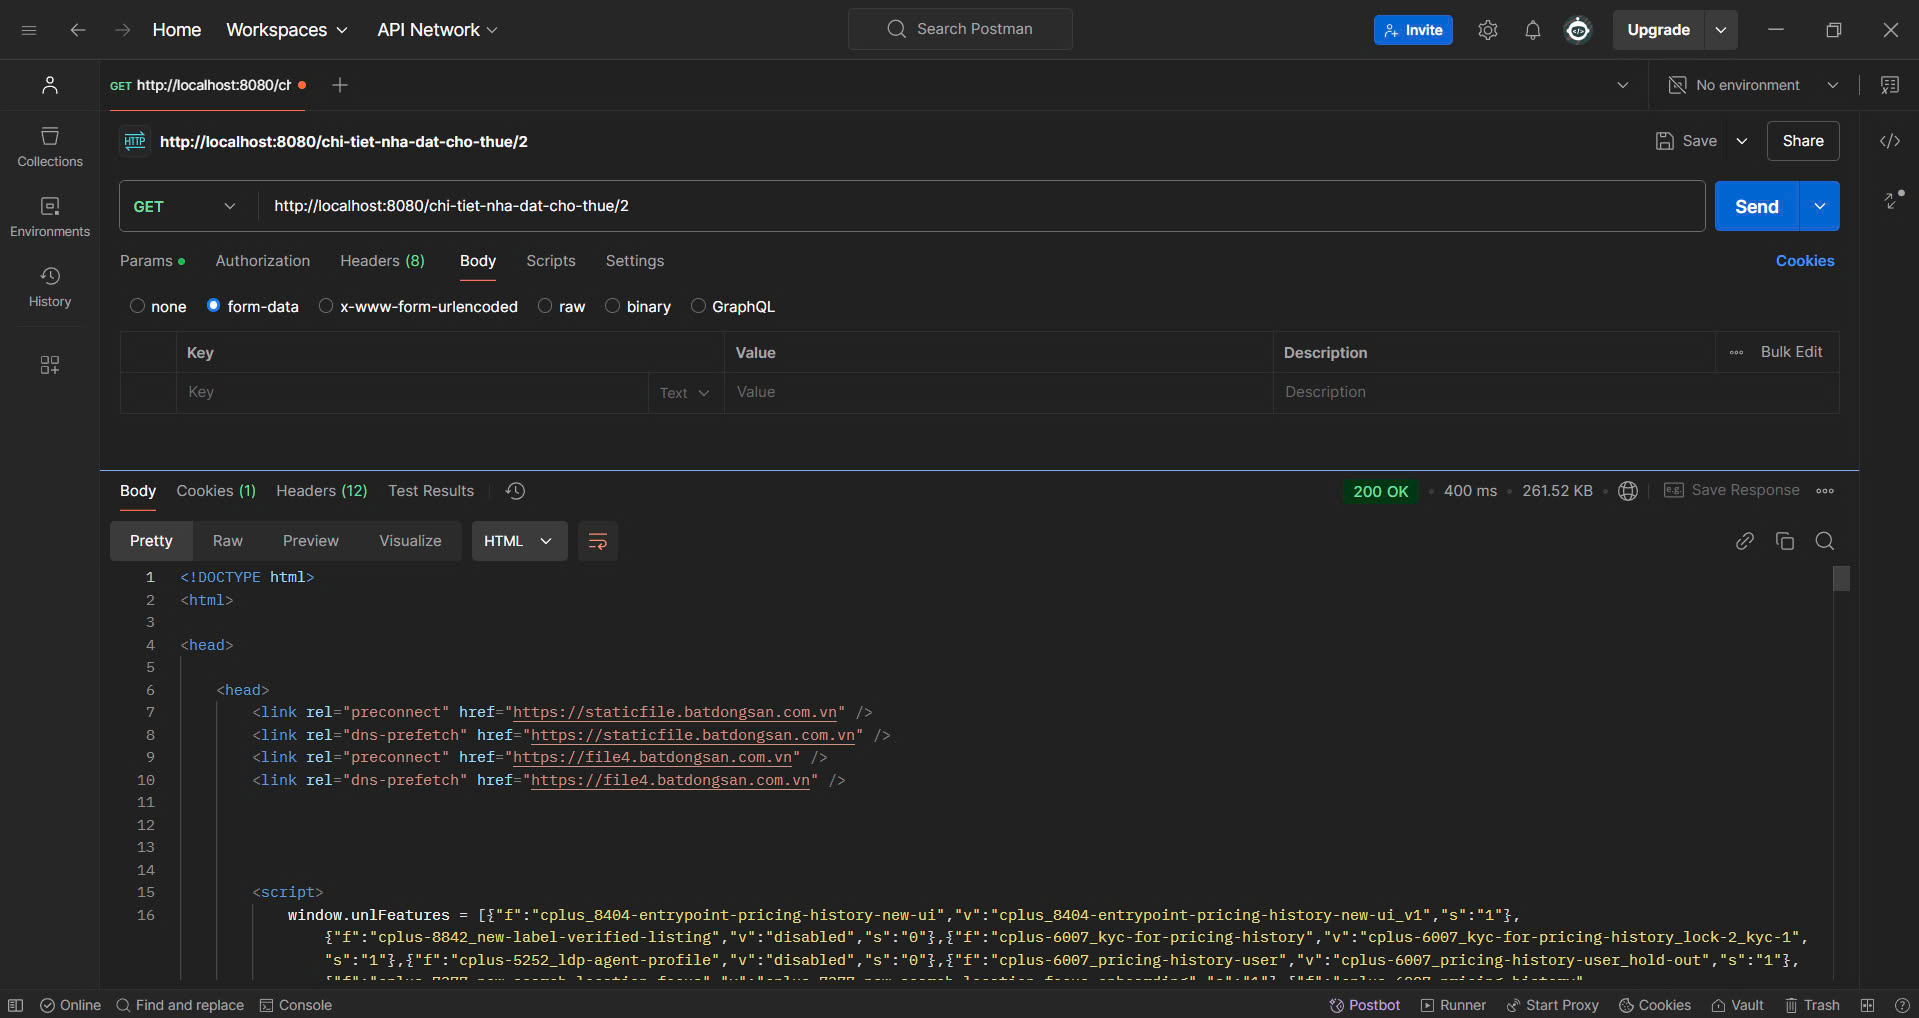 Home Workspaces API Network Search Postman Invite Upgrade
GET http://localhost:8080/ch No environment
HTTP http://localhost:8080/chi-tiet-nha-dat-cho-thue/2 Save Share
Collections
Environments
History
GET http://localhost:8080/chi-tiet-nha-dat-cho-thue/2 Send
Params Authorization Headers (8) Body Scripts Settings Cookies
none form-data x-www-form-urlencoded raw binary GraphQL
Key Value Description Bulk Edit
Key Text Value Description
Body Cookies (1) Headers (12) Test Results 200 OK 400 ms 261.52 KB e.g. Save Response
Pretty Raw Preview Visualize HTML
1 <!DOCTYPE html>
2 <html>
3
4 <head>
5
6 <head>
7 <link rel="preconnect" href="https://staticfile.batdongsan.com.vn" />
8 <link rel="dns-prefetch" href="https://staticfile.batdongsan.com.vn" />
9 <link rel="preconnect" href="https://file4.batdongsan.com.vn" />
10 <link rel="dns-prefetch" href="https://file4.batdongsan.com.vn" />
11
12
13
14
15 <script>
16 window.unlFeatures = [{"f":"cplus_8404-entrypoint-pricing-history-new-ui","v":"cplus_8404-entrypoint-pricing-history-new-ui_v1","s":"1"},
{"f":"cplus-8842_new-label-verified-listing","v":"disabled","s":"0"},{"f":"cplus-6007_kyc-for-pricing-history","v":"cplus-6007_kyc-for-pricing-history_lock-2_kyc-1",
"s":"1"},{"f":"cplus-5252_ldp-agent-profile","v":"disabled","s":"0"},{"f":"cplus-6007_pricing-history-user","v":"cplus-6007_pricing-history-user_hold-out","s":"1"},
Online Find and replace Console Postbot Runner Start Proxy Cookies Vault Trash